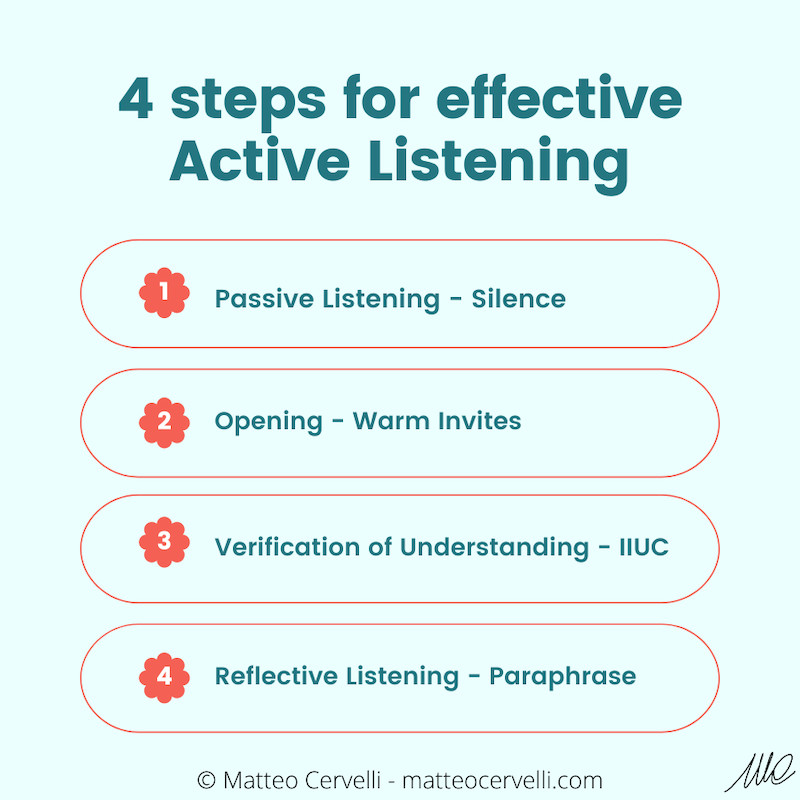 4 steps for effective
Active Listening
1 Passive Listening - Silence
2 Opening - Warm Invites
3 Verification of Understanding - IIUC
4 Reflective Listening - Paraphrase
© Matteo Cervelli - matteocervelli.com